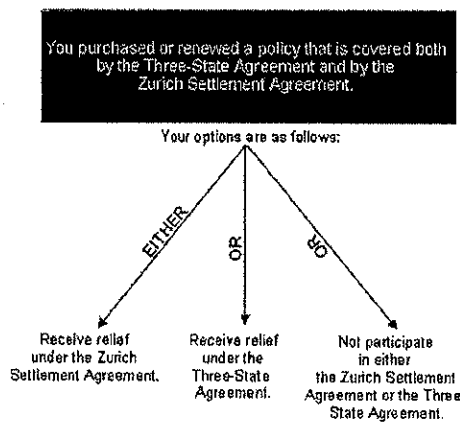 You purchased or renewed a policy that is covered both
by the Three-State Agreement and by the
Zurich Settlement Agreement.
Your options are as follows:
EITHER
OR
OR
Receive relief
under the Zurich
Settlement Agreement.
Receive relief
under the
Three-State
Agreement.
Not participate
in either
the Zurich Settlement
Agreement or the Three
State Agreement.